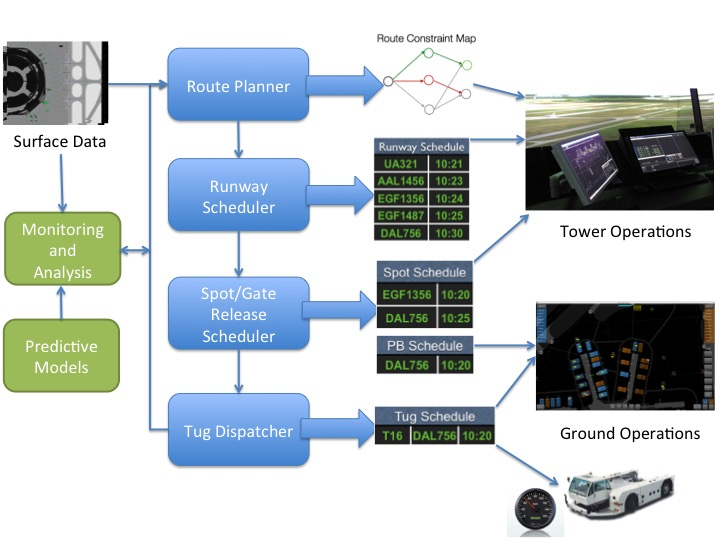 Route Constraint Map
Surface Data
Route Planner
Runway Schedule
UA321 10:21
AAL1456 10:23
EGF1356 10:24
EGF1487 10:25
DAL756 10:30
Runway
Scheduler
Tower Operations
Monitoring
and
Analysis
Spot/Gate
Release
Scheduler
Spot Schedule
EGF1356 10:20
DAL756 10:25
PB Schedule
DAL756 10:20
Predictive
Models
Tug Dispatcher
Tug Schedule
T16 DAL756 10:20
Ground Operations